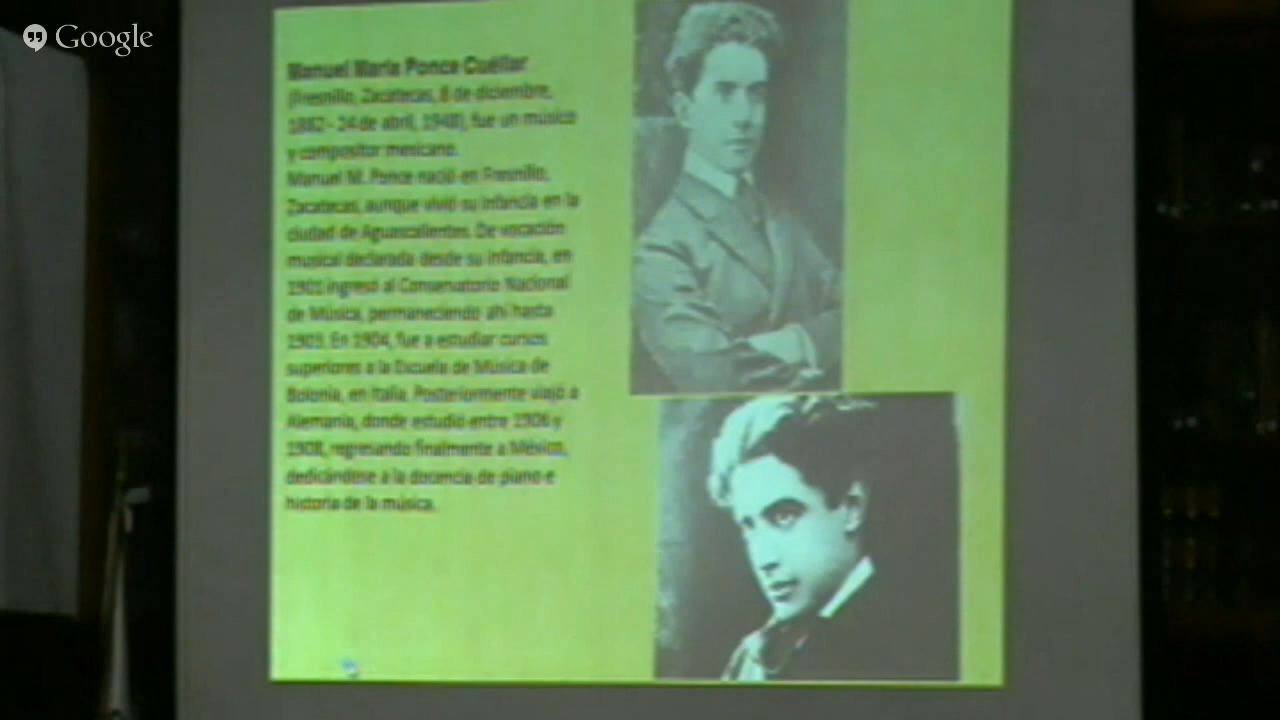 Google
Manuel María Ponce Cuéllar
(Fresnillo, Zacatecas, 8 de diciembre,
1882 - 24 de abril, 1948), fue un músico
y compositor mexicano.
Manuel M. Ponce nació en Fresnillo,
Zacatecas, aunque vivió su infancia en la
ciudad de Aguascalientes. De vocación
musical declarada desde su infancia, en
1901 ingresó al Conservatorio Nacional
de Música, permaneciendo ahí hasta
1903. En 1904, fue a estudiar cursos
superiores a la Escuela de Música de
Bolonia, en Italia. Posteriormente viajó a
Alemania, donde estudió entre 1906 y
1908, regresando finalmente a México,
dedicándose a la docencia de piano e
historia de la música.